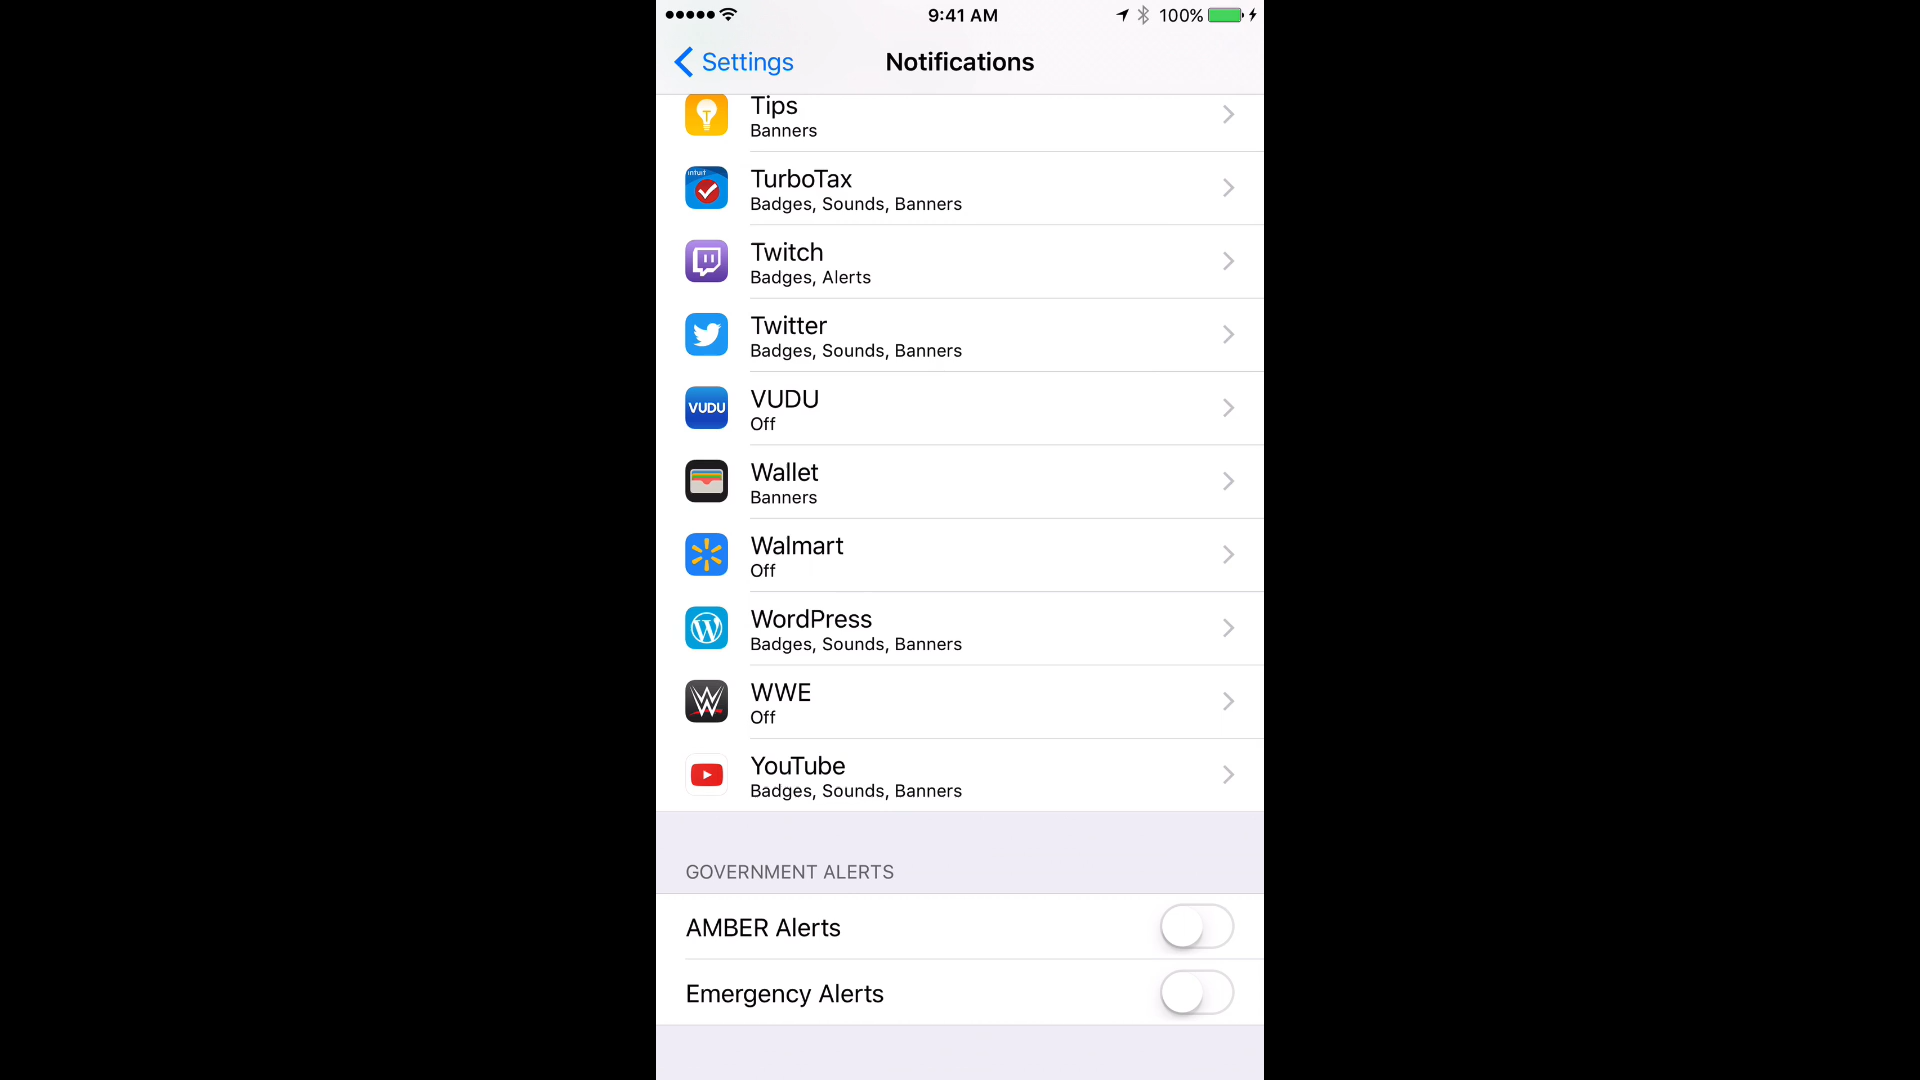 9:41 AM
100%
Settings
Notifications
Tips
Banners
intuit
TurboTax
Badges, Sounds, Banners
Twitch
Badges, Alerts
Twitter
Badges, Sounds, Banners
VUDU
VUDU
Off
Wallet
Banners
Walmart
Off
WordPress
Badges, Sounds, Banners
WWE
Off
YouTube
Badges, Sounds, Banners
GOVERNMENT ALERTS
AMBER Alerts
Emergency Alerts